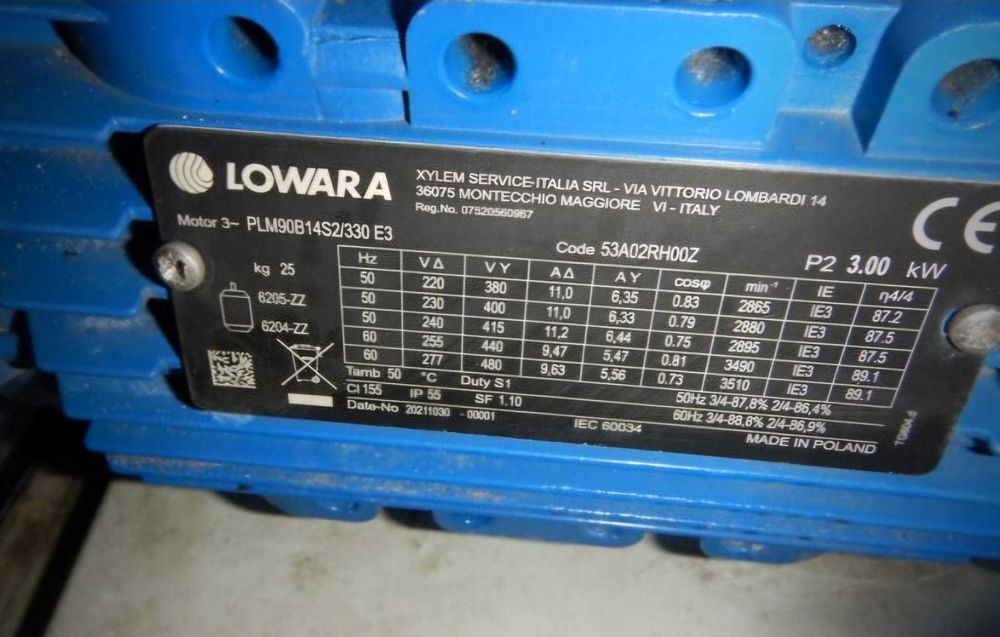 LOWARA
XYLEM SERVICE-ITALIA SRL - VIA VITTORIO LOMBARDI 14
36075 MONTECCHIO MAGGIORE VI - ITALY
Reg.No. 07520560967
CE
Motor 3~ PLM90B14S2/330 E3
Code 53A02RH00Z
P2 3.00 kW
kg 25
6205-ZZ
6204-ZZ
Hz V Δ V Y A Δ A Y cosφ min⁻¹ IE η4/4
50 220 380 11,0 6,35 0.83 2865 IE3 87.2
50 230 400 11,0 6,33 0.79 2880 IE3 87.5
50 240 415 11,2 6,44 0.75 2895 IE3 87.5
60 255 440 9,47 5,47 0.81 3490 IE3 89.1
60 277 480 9,63 5,56 0.73 3510 IE3 89.1
Tamb 50 °C Duty S1 50Hz 3/4-87,8% 2/4-86,4%
Cl 155 IP 55 SF 1.10 60Hz 3/4-88,8% 2/4-86,9%
Date-No 20211030 -00001 IEC 60034 MADE IN POLAND